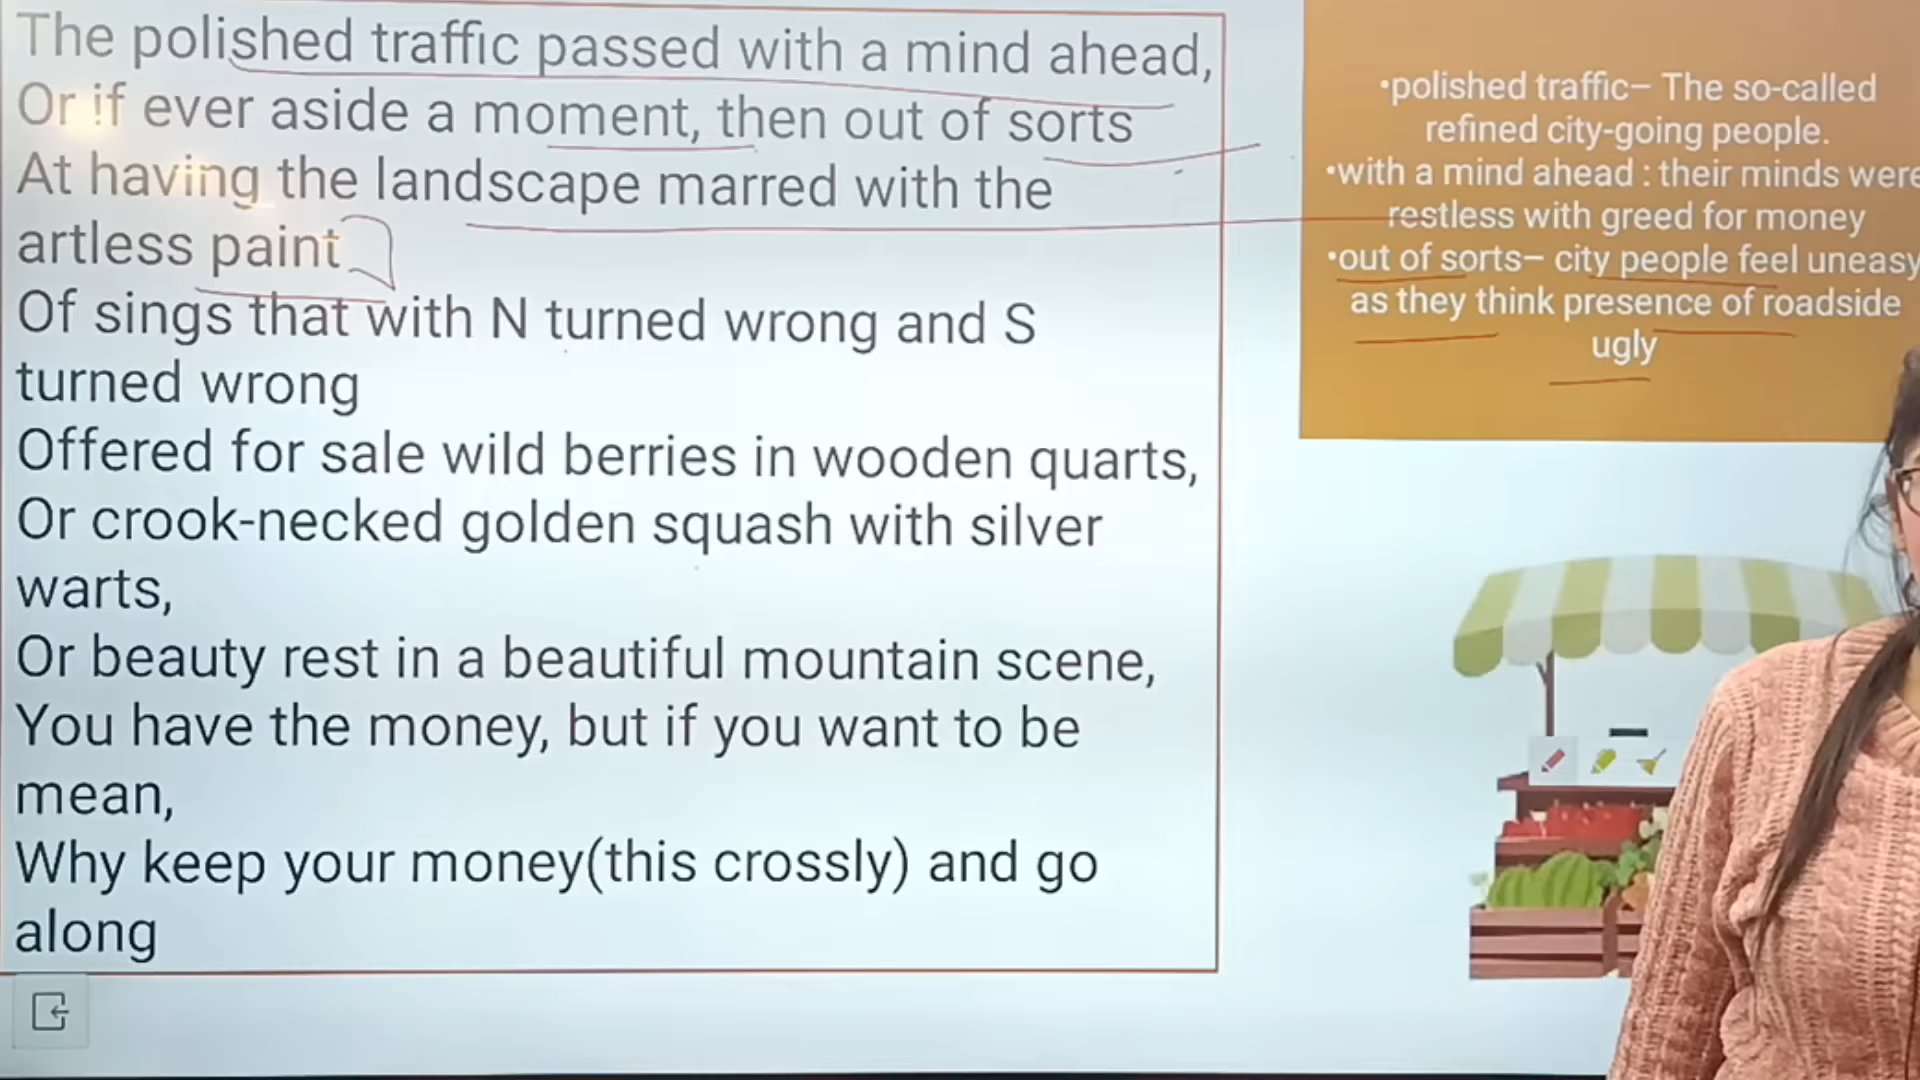 The polished traffic passed with a mind ahead,
Or if ever aside a moment, then out of sorts
At having the landscape marred with the
artless paint
Of sings that with N turned wrong and S
turned wrong
Offered for sale wild berries in wooden quarts,
Or crook-necked golden squash with silver
warts,
Or beauty rest in a beautiful mountain scene,
You have the money, but if you want to be
mean,
Why keep your money(this crossly) and go
along
•polished traffic– The so-called
refined city-going people.
•with a mind ahead : their minds were
restless with greed for money
•out of sorts– city people feel uneasy
as they think presence of roadside
ugly